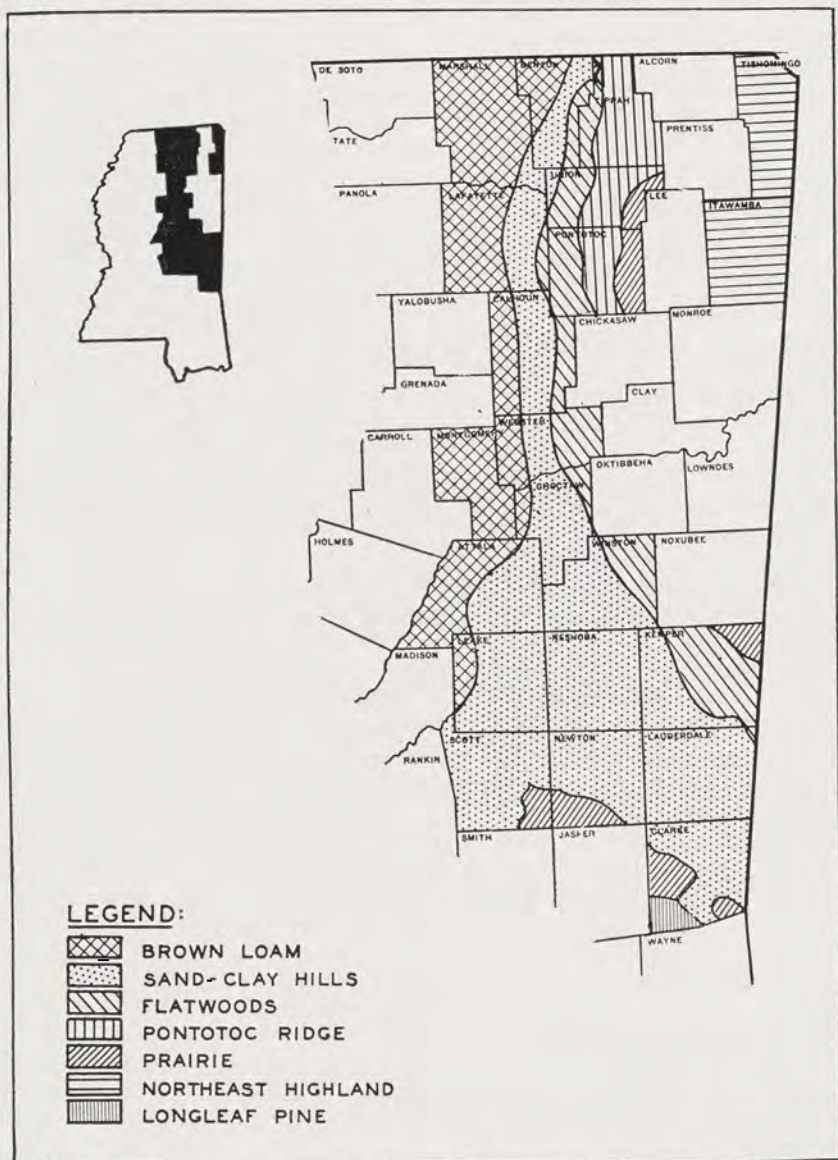 DE SOTO
MARSHALL
BENTON
ALCORN
TISHOMINGO
TIPPAH
TATE
PRENTISS
PANOLA
LAFAYETTE
UNION
LEE
ITAWAMBA
PONTOTOC
YALOBUSHA
CALHOUN
CHICKASAW
MONROE
GRENADA
CLAY
CARROLL
MONTGOMERY
WEBSTER
OKTIBBEHA
LOWNDES
CHOCTAW
HOLMES
ATTALA
WINSTON
NOXUBEE
MADISON
LEAKE
NESHOBA
KEMPER
RANKIN
SCOTT
NEWTON
LAUDERDALE
SMITH
JASPER
CLARKE
WAYNE
LEGEND:
BROWN LOAM
SAND-CLAY HILLS
FLATWOODS
PONTOTOC RIDGE
PRAIRIE
NORTHEAST HIGHLAND
LONGLEAF PINE